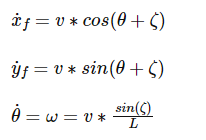 ẋ_f = v * cos(θ + ζ)
ẏ_f = v * sin(θ + ζ)
θ̇ = ω = v * sin(ζ)/L